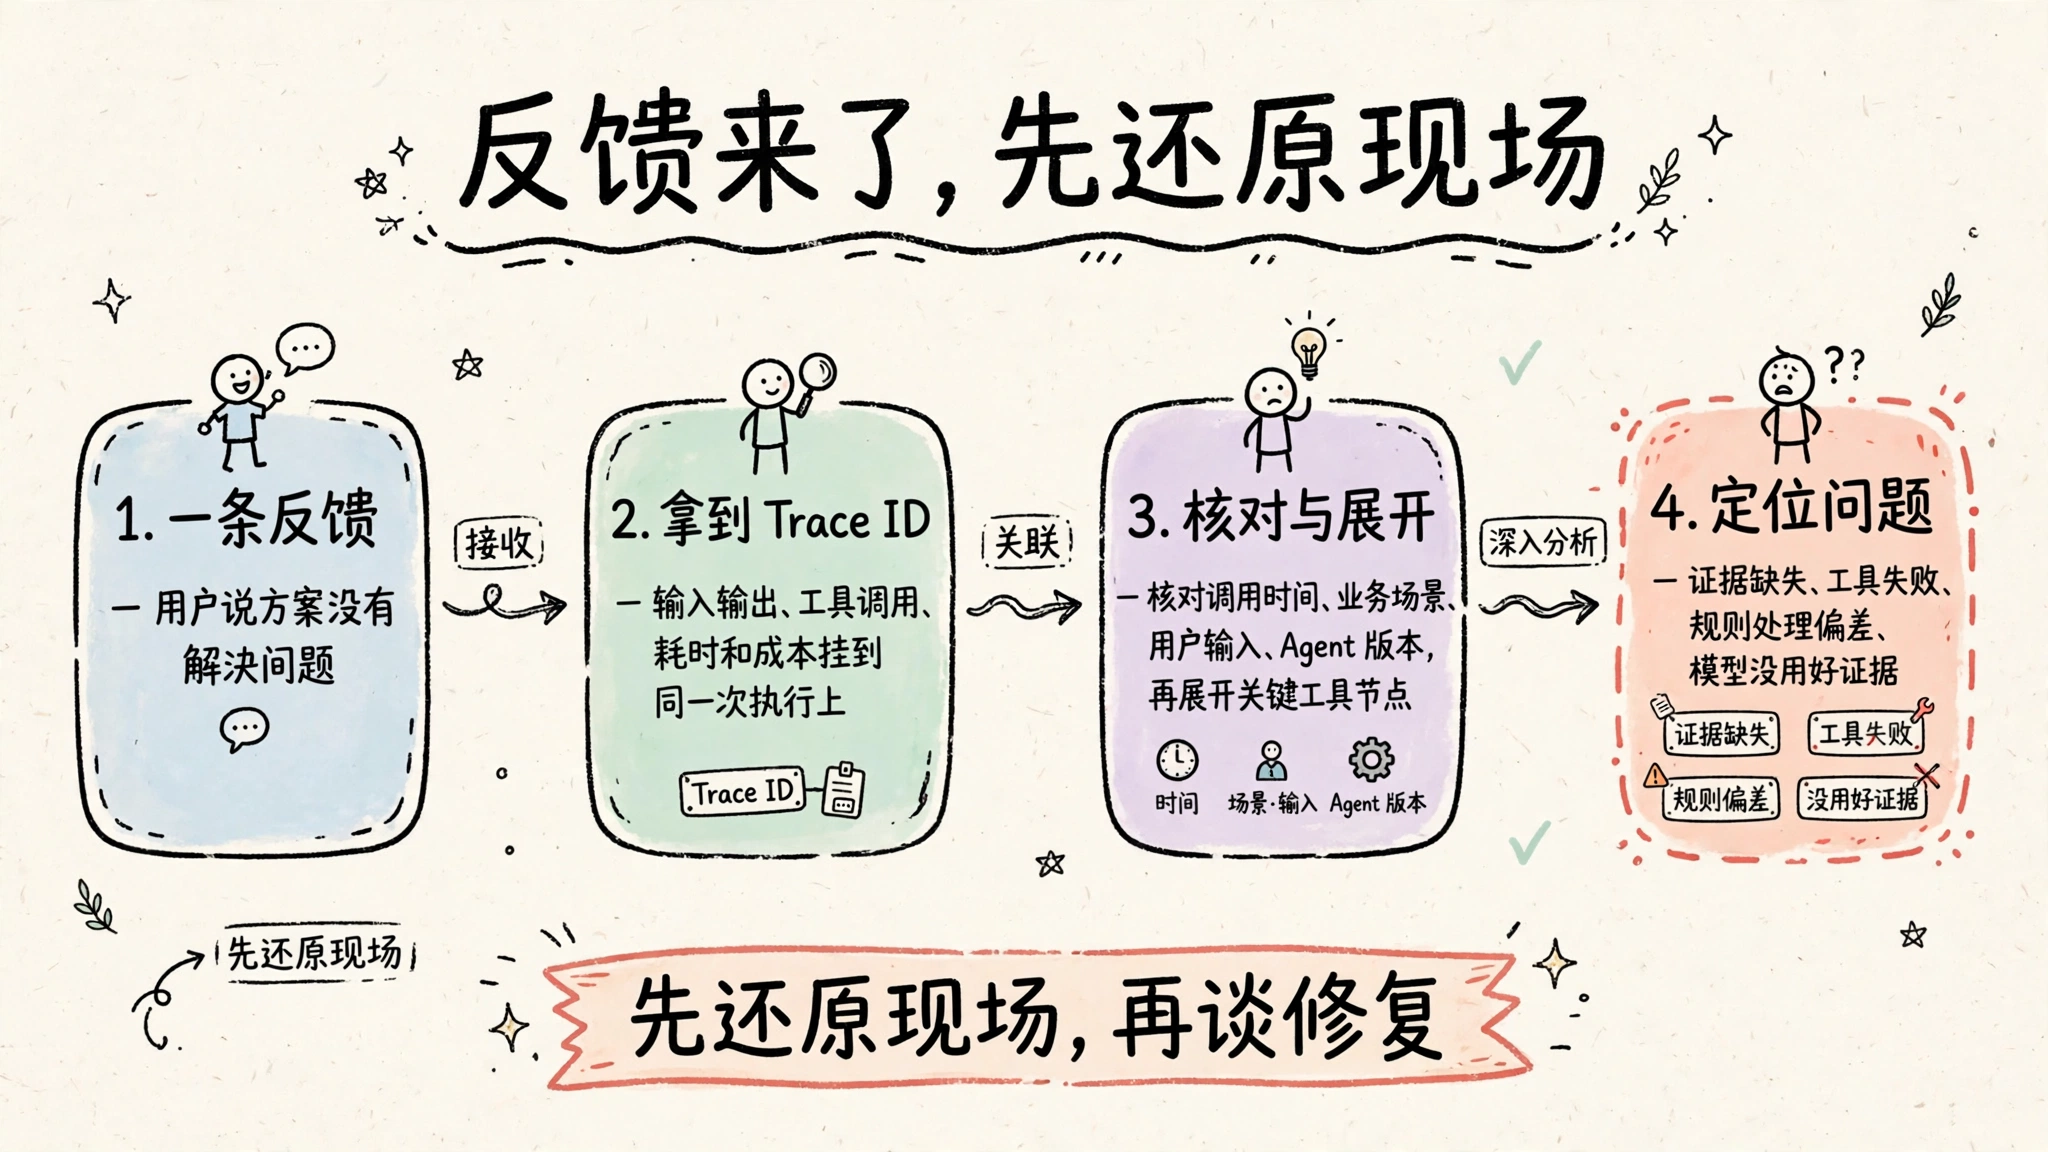 反馈来了,先还原现场
1. 一条反馈
— 用户说方案没有
解决问题
接收
2. 拿到 Trace ID
— 输入输出、工具调用、
耗时和成本挂到
同一次执行上
Trace ID
关联
3. 核对与展开
— 核对调用时间、业务场景、
用户输入、Agent 版本,
再展开关键工具节点
时间
场景·输入
Agent 版本
深入分析
??
4. 定位问题
— 证据缺失、工具失败、
规则处理偏差、
模型没用好证据
证据缺失
工具失败
规则偏差
没用好证据
先还原现场
先还原现场,再谈修复